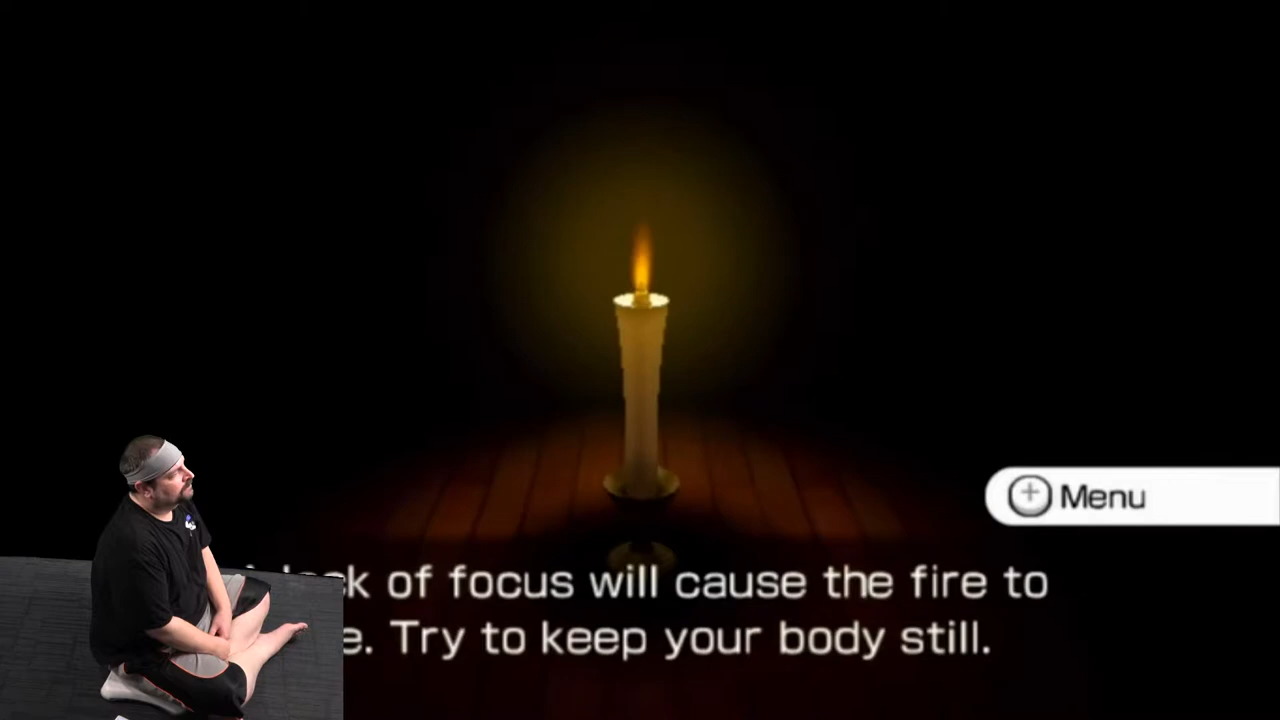 Menu
of focus will cause the fire to
Try to keep your body still.